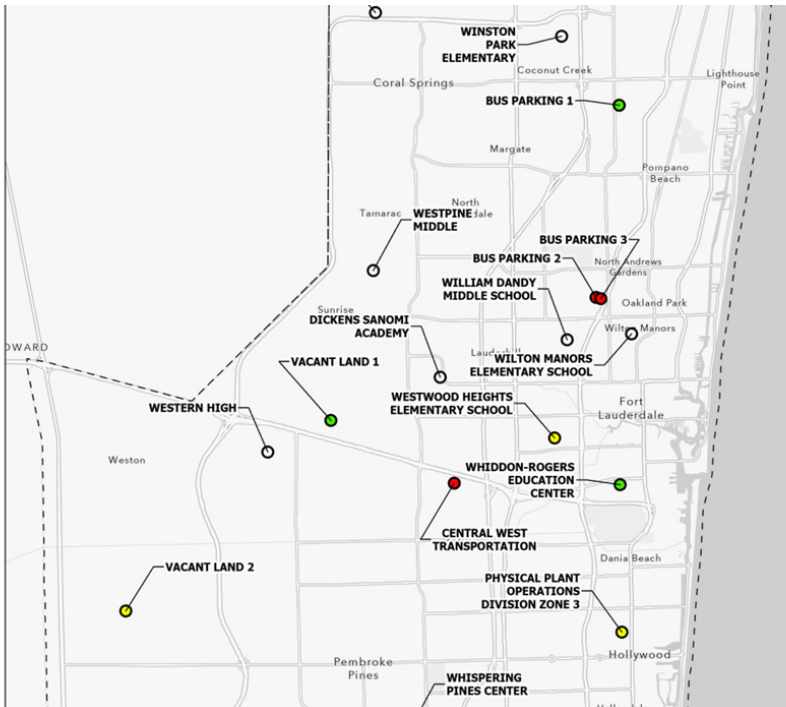 WINSTON
PARK
ELEMENTARY
Coconut Creek
Coral Springs
Lighthouse
Point
BUS PARKING 1
Margate
Pompano
Beach
North
Tamarac
WESTPINE
MIDDLE
BUS PARKING 3
BUS PARKING 2
North Andrews
Gardens
WILLIAM DANDY
MIDDLE SCHOOL
Oakland Park
Sunrise
DICKENS SANOMI
ACADEMY
Manors
VACANT LAND 1
WILTON MANORS
ELEMENTARY SCHOOL
WESTWOOD HEIGHTS
ELEMENTARY SCHOOL
Fort
Lauderdale
WESTERN HIGH
Weston
WHIDDON-ROGERS
EDUCATION
CENTER
CENTRAL WEST
TRANSPORTATION
Dania Beach
VACANT LAND 2
PHYSICAL PLANT
OPERATIONS
DIVISION ZONE 3
Hollywood
Pembroke
Pines
WHISPERING
PINES CENTER